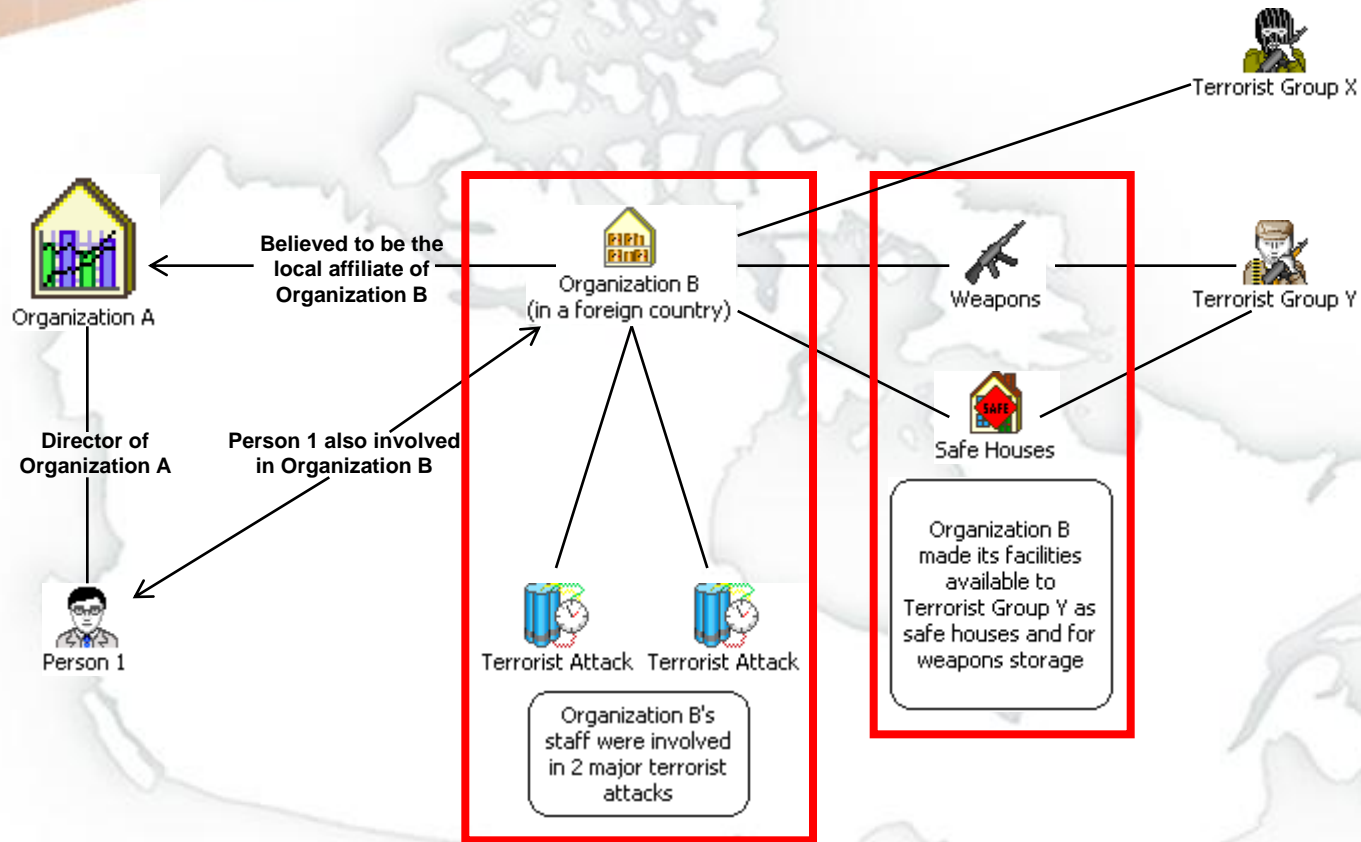 Terrorist Group X
Believed to be the
local affiliate of
Organization B
Organization A
Organization B
(in a foreign country)
Weapons
Terrorist Group Y
Director of
Organization A
Person 1 also involved
in Organization B
SAFE
Safe Houses
Person 1
Terrorist Attack
Terrorist Attack
Organization B
made its facilities
available to
Terrorist Group Y as
safe houses and for
weapons storage
Organization B's
staff were involved
in 2 major terrorist
attacks